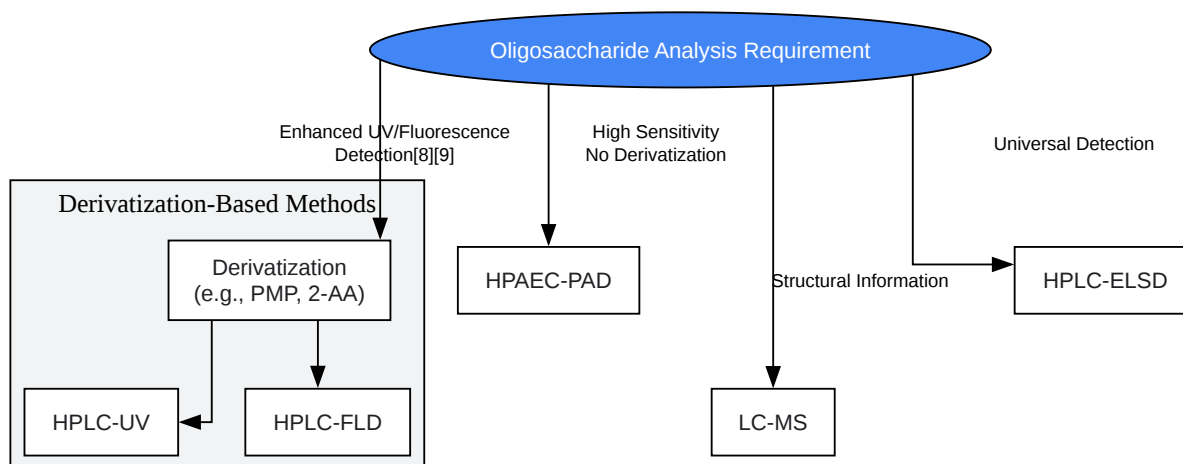 Oligosaccharide Analysis Requirement
Enhanced UV/Fluorescence
Detection[8][9]
High Sensitivity
No Derivatization
Universal Detection
Derivatization-Based Methods
Derivatization
(e.g., PMP, 2-AA)
HPAEC-PAD
Structural Information
HPLC-ELSD
HPLC-UV
HPLC-FLD
LC-MS